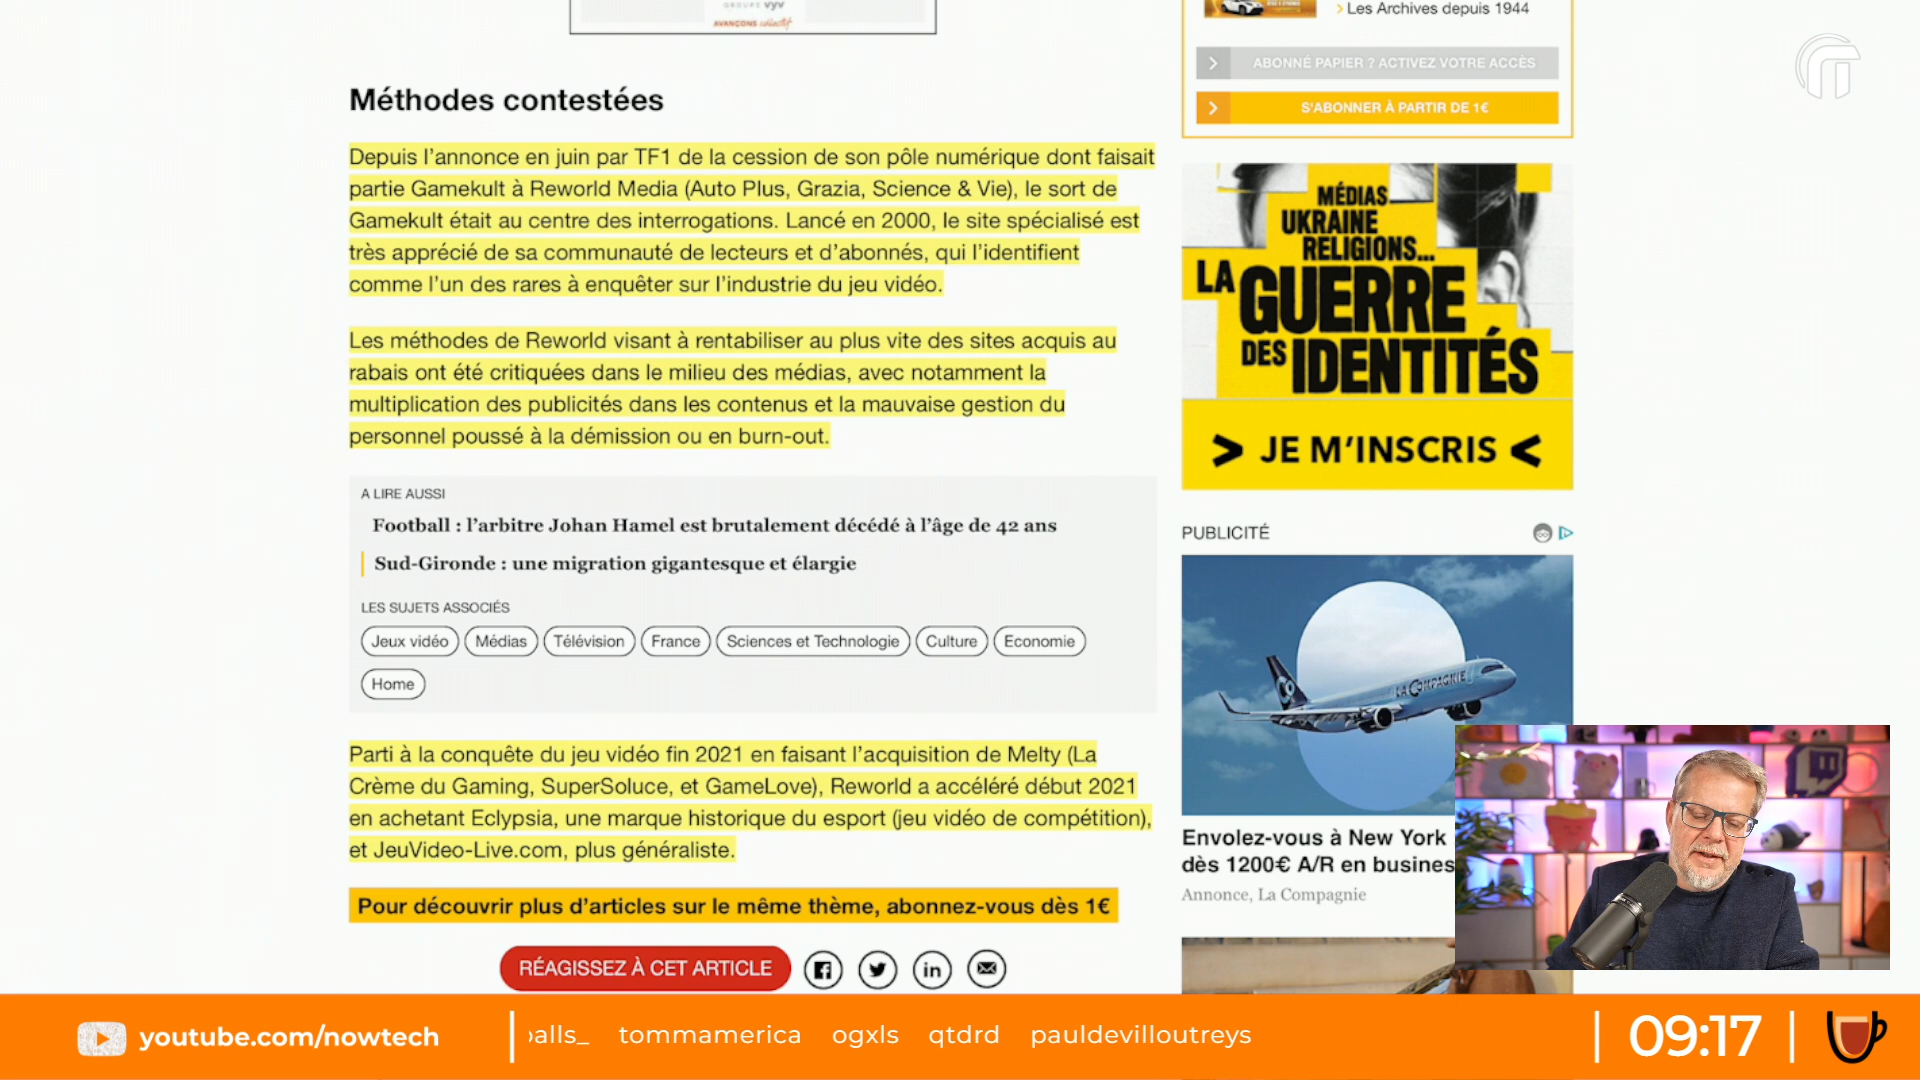 GROUPE vyv
AVANÇONS collectif
> Les Archives depuis 1944
ABONNÉ PAPIER ? ACTIVEZ VOTRE ACCÈS
S'ABONNER À PARTIR DE 1€
Méthodes contestées
Depuis l’annonce en juin par TF1 de la cession de son pôle numérique dont faisait
partie Gamekult à Reworld Media (Auto Plus, Grazia, Science & Vie), le sort de
Gamekult était au centre des interrogations. Lancé en 2000, le site spécialisé est
très apprécié de sa communauté de lecteurs et d’abonnés, qui l’identifient
comme l’un des rares à enquêter sur l’industrie du jeu vidéo.
Les méthodes de Reworld visant à rentabiliser au plus vite des sites acquis au
rabais ont été critiquées dans le milieu des médias, avec notamment la
multiplication des publicités dans les contenus et la mauvaise gestion du
personnel poussé à la démission ou en burn-out.
A LIRE AUSSI
Football : l’arbitre Johan Hamel est brutalement décédé à l’âge de 42 ans
Sud-Gironde : une migration gigantesque et élargie
LES SUJETS ASSOCIÉS
Jeux vidéo Médias Télévision France Sciences et Technologie Culture Economie
Home
Parti à la conquête du jeu vidéo fin 2021 en faisant l’acquisition de Melty (La
Crème du Gaming, SuperSoluce, et GameLove), Reworld a accéléré début 2021
en achetant Eclypsia, une marque historique du esport (jeu vidéo de compétition),
et JeuVideo-Live.com, plus généraliste.
Pour découvrir plus d’articles sur le même thème, abonnez-vous dès 1€
RÉAGISSEZ À CET ARTICLE
MÉDIAS
UKRAINE
RELIGIONS...
LA GUERRE
DES IDENTITÉS
> JE M’INSCRIS <
PUBLICITÉ
LA COMPAGNIE
Envolez-vous à New York
dès 1200€ A/R en busines
Annonce, La Compagnie
youtube.com/nowtech
balls_ tommamerica ogxls qtdrd pauldevilloutreys
09:17